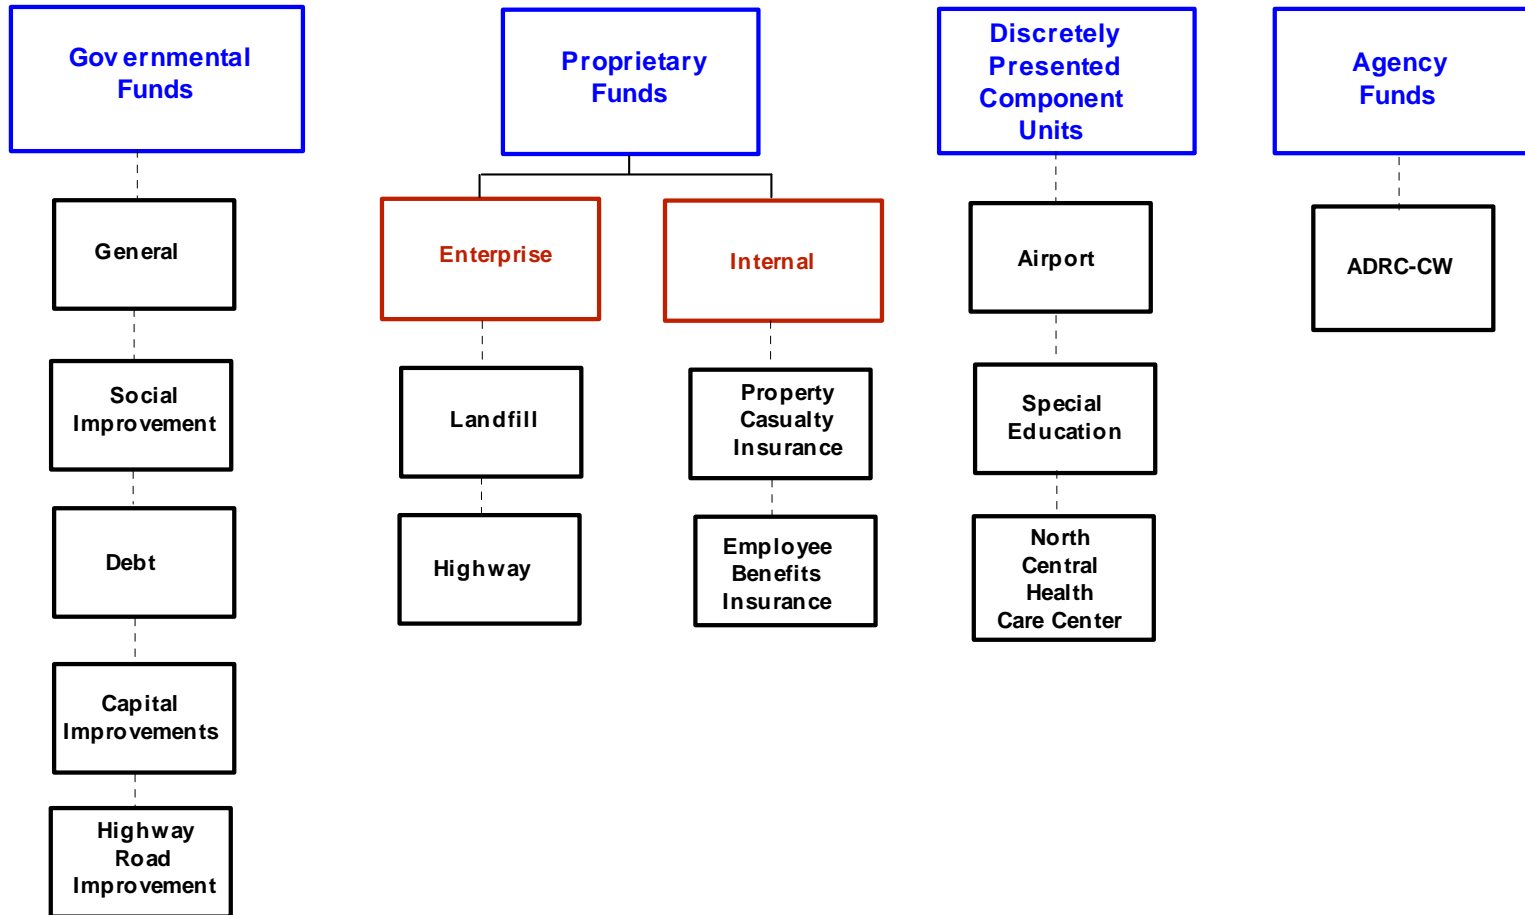 Governmental
Funds
Proprietary
Funds
Discretely
Presented
Component
Units
Agency
Funds
General
Enterprise
Internal
Airport
ADRC-CW
Social
Improvement
Landfill
Property
Casualty
Insurance
Special
Education
Debt
Highway
Employee
Benefits
Insurance
North
Central
Health
Care Center
Capital
Improvements
Highway
Road
Improvement